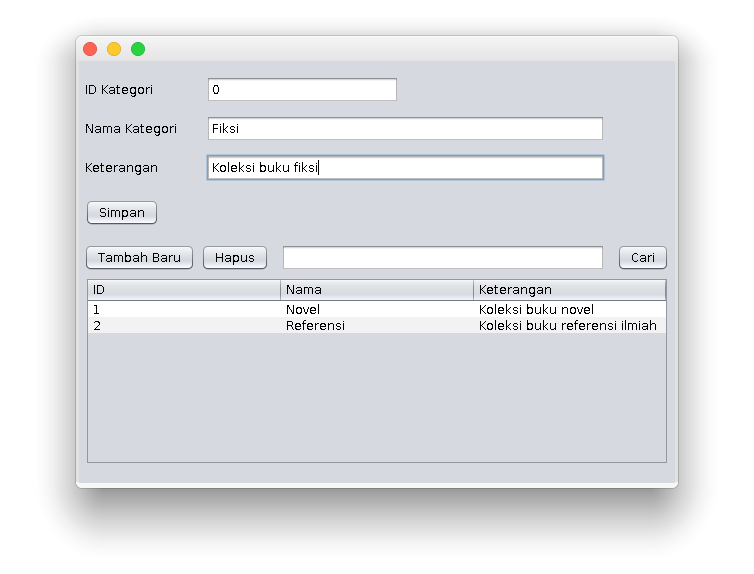 ID Kategori 0
Nama Kategori Fiksi
Keterangan Koleksi buku fiksi
Simpan
Tambah Baru Hapus Cari
ID Nama Keterangan
1 Novel Koleksi buku novel
2 Referensi Koleksi buku referensi ilmiah